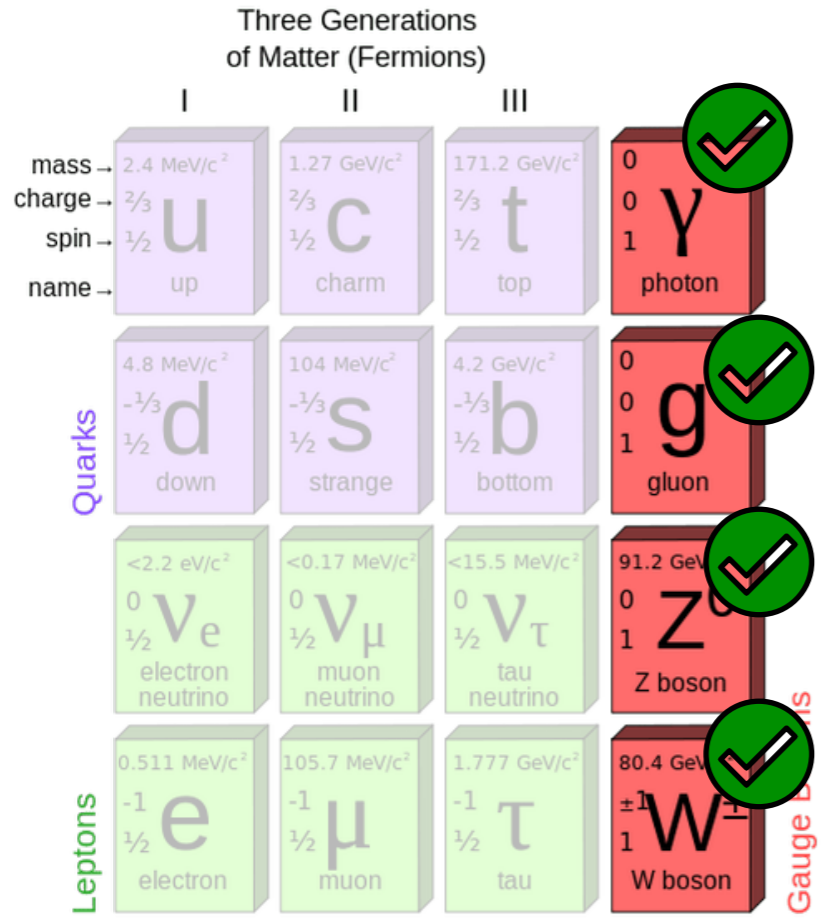 Three Generations
of Matter (Fermions)
I II III
mass→ 2.4 MeV/c² 1.27 GeV/c² 171.2 GeV/c² 0
charge→ ⅔ ⅔ ⅔ 0
spin→ ½ ½ ½ 1
u c t γ
name→ up charm top photon
Quarks
4.8 MeV/c² 104 MeV/c² 4.2 GeV/c² 0
-⅓ -⅓ -⅓ 0
½ ½ ½ 1
d s b g
down strange bottom gluon
<2.2 eV/c² <0.17 MeV/c² <15.5 MeV/c² 91.2 GeV
0 0 0 0
½ ½ ½ 1
νe νμ ντ Z⁰
electron neutrino muon neutrino tau neutrino Z boson
Leptons
0.511 MeV/c² 105.7 MeV/c² 1.777 GeV/c² 80.4 GeV
-1 -1 -1 ±1
½ ½ ½ 1
e μ τ W±
electron muon tau W boson
Gauge